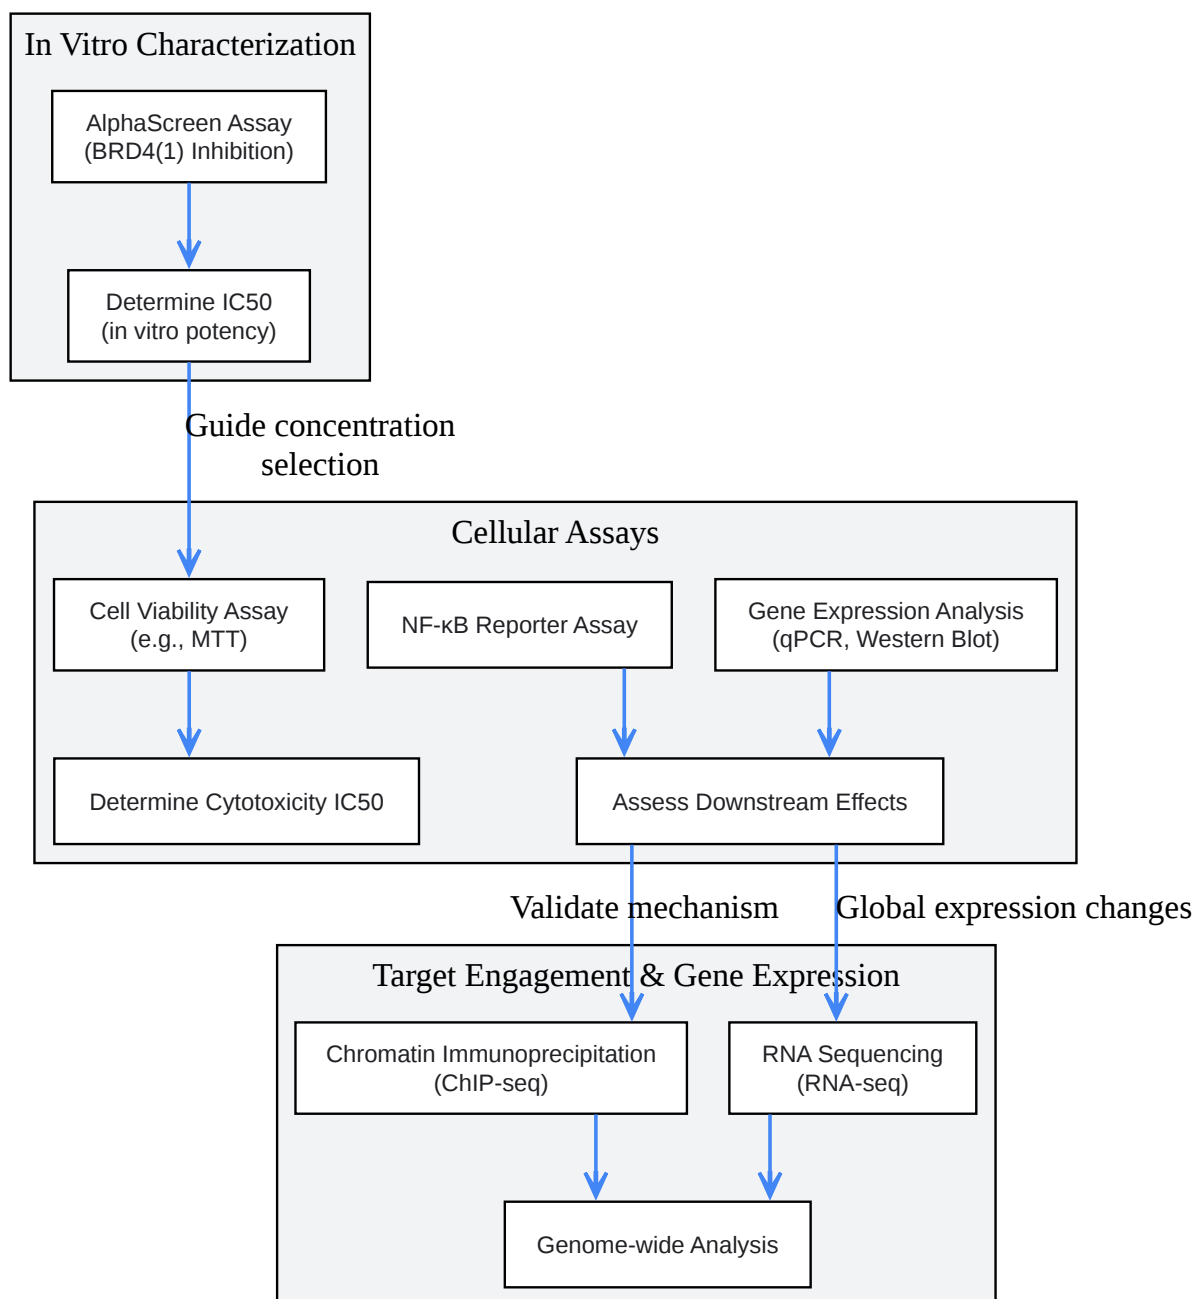 In Vitro Characterization
AlphaScreen Assay
(BRD4(1) Inhibition)
Determine IC50
(in vitro potency)
Guide concentration
selection
Cellular Assays
Cell Viability Assay
(e.g., MTT)
NF-κB Reporter Assay
Gene Expression Analysis
(qPCR, Western Blot)
Determine Cytotoxicity IC50
Assess Downstream Effects
Validate mechanism
Global expression changes
Target Engagement & Gene Expression
Chromatin Immunoprecipitation
(ChIP-seq)
RNA Sequencing
(RNA-seq)
Genome-wide Analysis